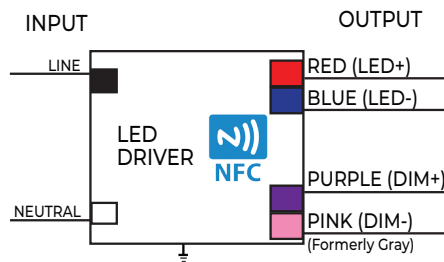 INPUT
OUTPUT
LINE
RED (LED+)
BLUE (LED-)
LED
DRIVER
NFC
PURPLE (DIM+)
NEUTRAL
PINK (DIM-)
(Formerly Gray)